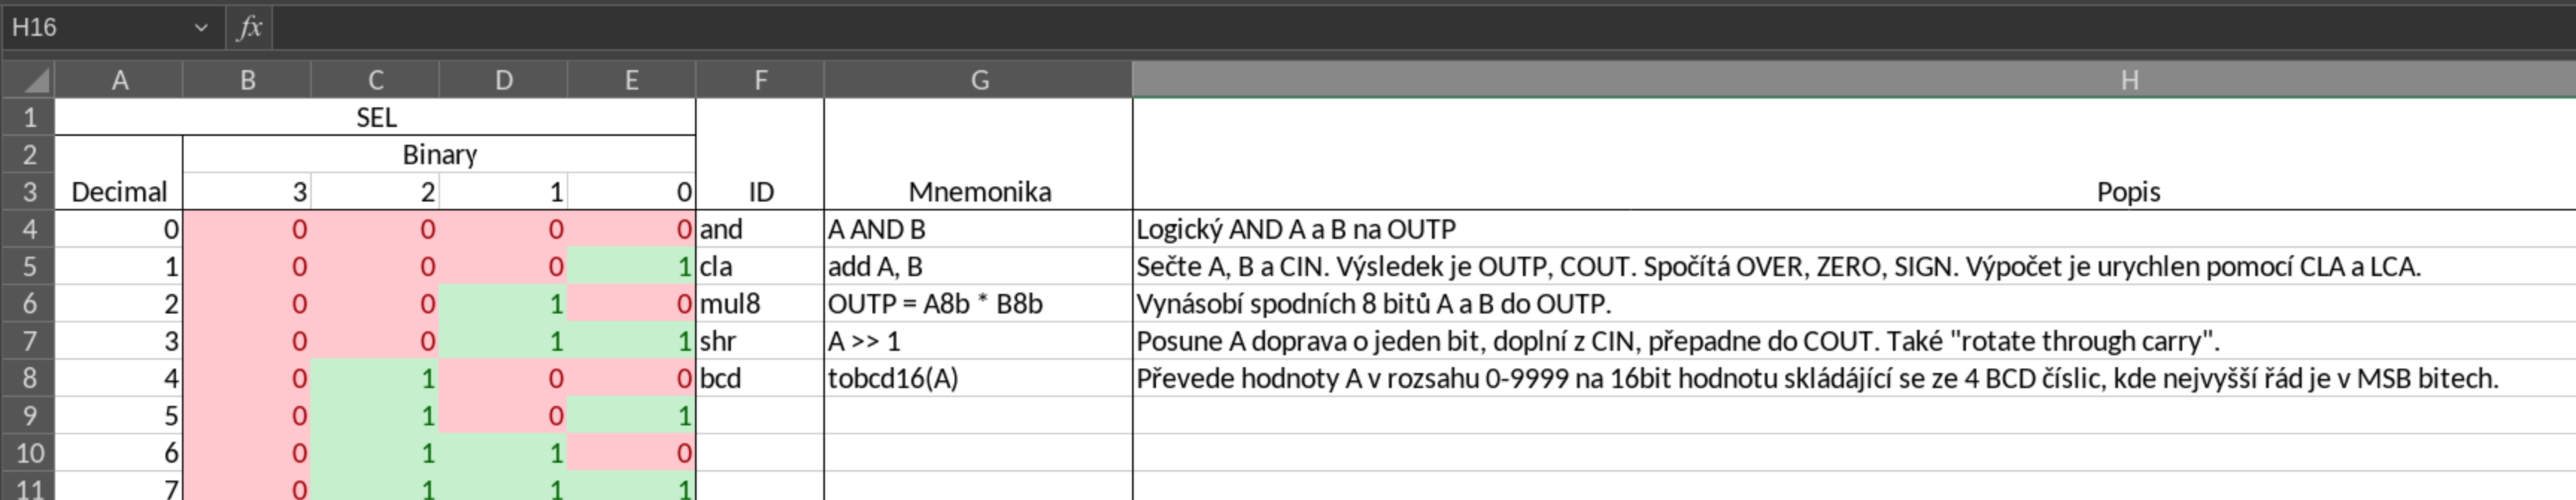 H16 fx
A B C D E F G H
1 SEL
2 Binary
3 Decimal 3 2 1 0 ID Mnemonika Popis
4 0 0 0 0 0 and A AND B Logický AND A a B na OUTP
5 1 0 0 0 1 cla add A, B Sečte A, B a CIN. Výsledek je OUTP, COUT. Spočítá OVER, ZERO, SIGN. Výpočet je urychlen pomocí CLA a LCA.
6 2 0 0 1 0 mul8 OUTP = A8b * B8b Vynásobí spodních 8 bitů A a B do OUTP.
7 3 0 0 1 1 shr A >> 1 Posune A doprava o jeden bit, doplní z CIN, přepadne do COUT. Také "rotate through carry".
8 4 0 1 0 0 bcd tobcd16(A) Převede hodnoty A v rozsahu 0-9999 na 16bit hodnotu skládájící se ze 4 BCD číslic, kde nejvyšší řád je v MSB bitech.
9 5 0 1 0 1
10 6 0 1 1 0
11 7 0 1 1 1